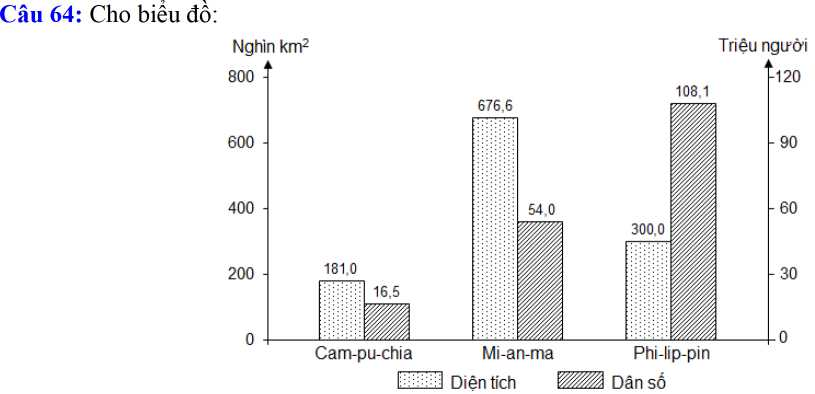 Câu 64: Cho biểu đồ:
Nghìn km²
Triệu người
800
600
400
200
0
120
90
60
30
0
181,0
16,5
676,6
54,0
300,0
108,1
Cam-pu-chia
Mi-an-ma
Phi-lip-pin
Diện tích
Dân số